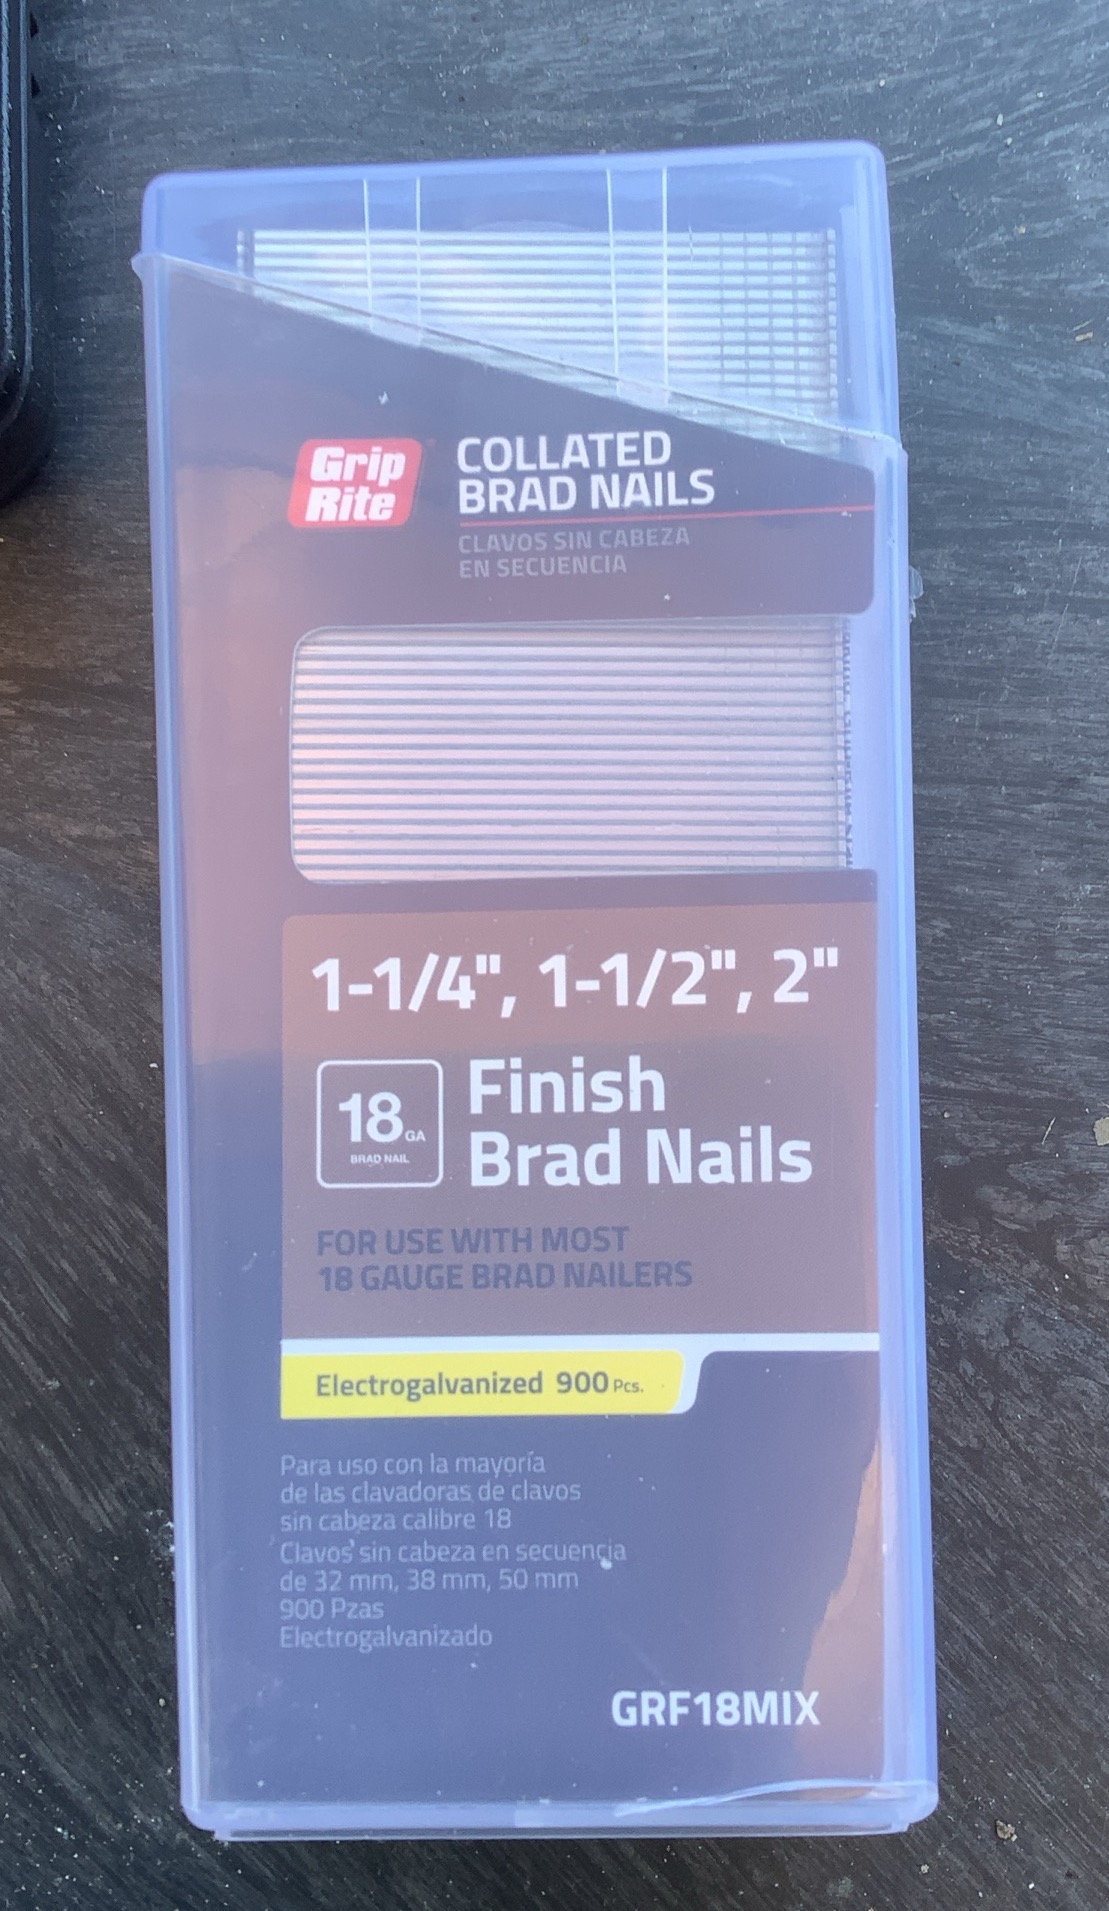 Grip
Rite
COLLATED
BRAD NAILS
CLAVOS SIN CABEZA
EN SECUENCIA
1-1/4", 1-1/2", 2"
18 GA
BRAD NAIL
Finish
Brad Nails
FOR USE WITH MOST
18 GAUGE BRAD NAILERS
Electrogalvanized 900 Pcs.
Para uso con la mayoría
de las clavadoras de clavos
sin cabeza calibre 18
Clavos sin cabeza en secuencia
de 32 mm, 38 mm, 50 mm
900 Pzas
Electrogalvanizado
GRF18MIX